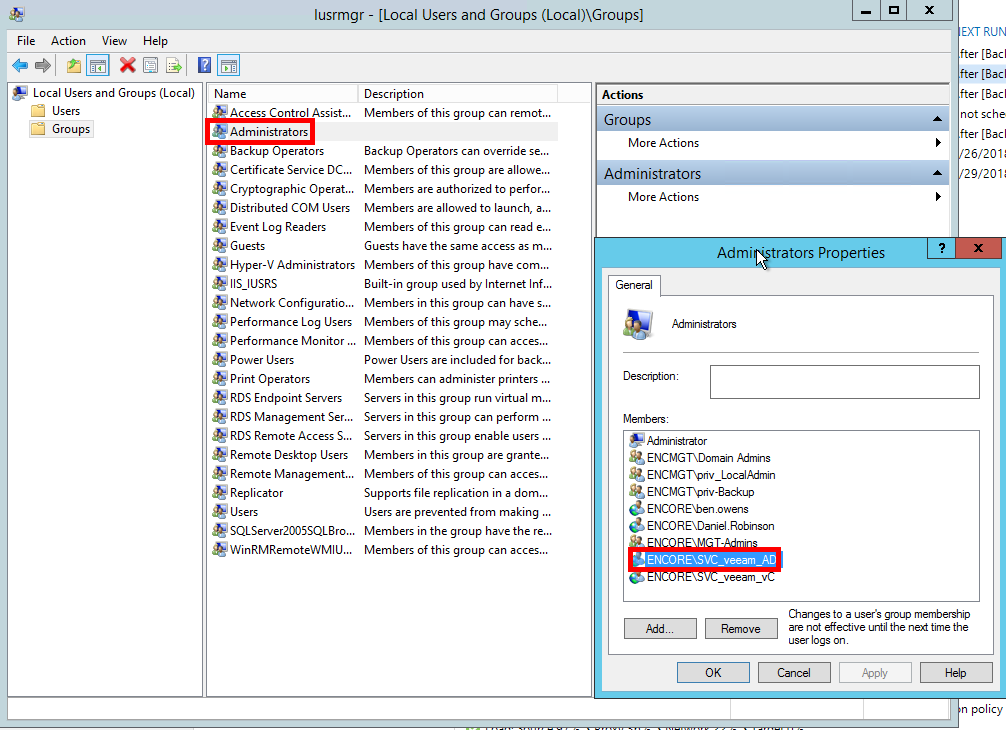 lusrmgr - [Local Users and Groups (Local)\Groups]
File Action View Help
Local Users and Groups (Local)
Users
Groups
Name Description
Access Control Assist... Members of this group can remot...
Administrators
Backup Operators Backup Operators can override se...
Certificate Service DC... Members of this group are allowe...
Cryptographic Operat... Members are authorized to perfor...
Distributed COM Users Members are allowed to launch, a...
Event Log Readers Members of this group can read e...
Guests Guests have the same access as m...
Hyper-V Administrators Members of this group have com...
IIS_IUSRS Built-in group used by Internet Inf...
Network Configuratio... Members in this group can have s...
Performance Log Users Members of this group may sche...
Performance Monitor ... Members of this group can acces...
Power Users Power Users are included for back...
Print Operators Members can administer printers ...
RDS Endpoint Servers Servers in this group run virtual m...
RDS Management Ser... Servers in this group can perform ...
RDS Remote Access S... Servers in this group enable users ...
Remote Desktop Users Members in this group are grante...
Remote Management... Members of this group can acces...
Replicator Supports file replication in a dom...
Users Users are prevented from making ...
SQLServer2005SQLBro... Members in the group have the re...
WinRMRemoteWMIU... Members of this group can acces...
Actions
Groups
More Actions
Administrators
More Actions
Administrators Properties
General
Administrators
Description:
Members:
Administrator
ENCMGT\Domain Admins
ENCMGT\priv_LocalAdmin
ENCMGT\priv-Backup
ENCORE\ben.owens
ENCORE\Daniel.Robinson
ENCORE\MGT-Admins
ENCORE\SVC_veeam_AD
ENCORE\SVC_veeam_vC
Add... Remove
Changes to a user's group membership
are not effective until the next time the
user logs on.
OK Cancel Apply Help
EXT RUN
fter [Back
fter [Back
fter [Back
not sche
fter [Back
/26/2018
/29/2018
on policy